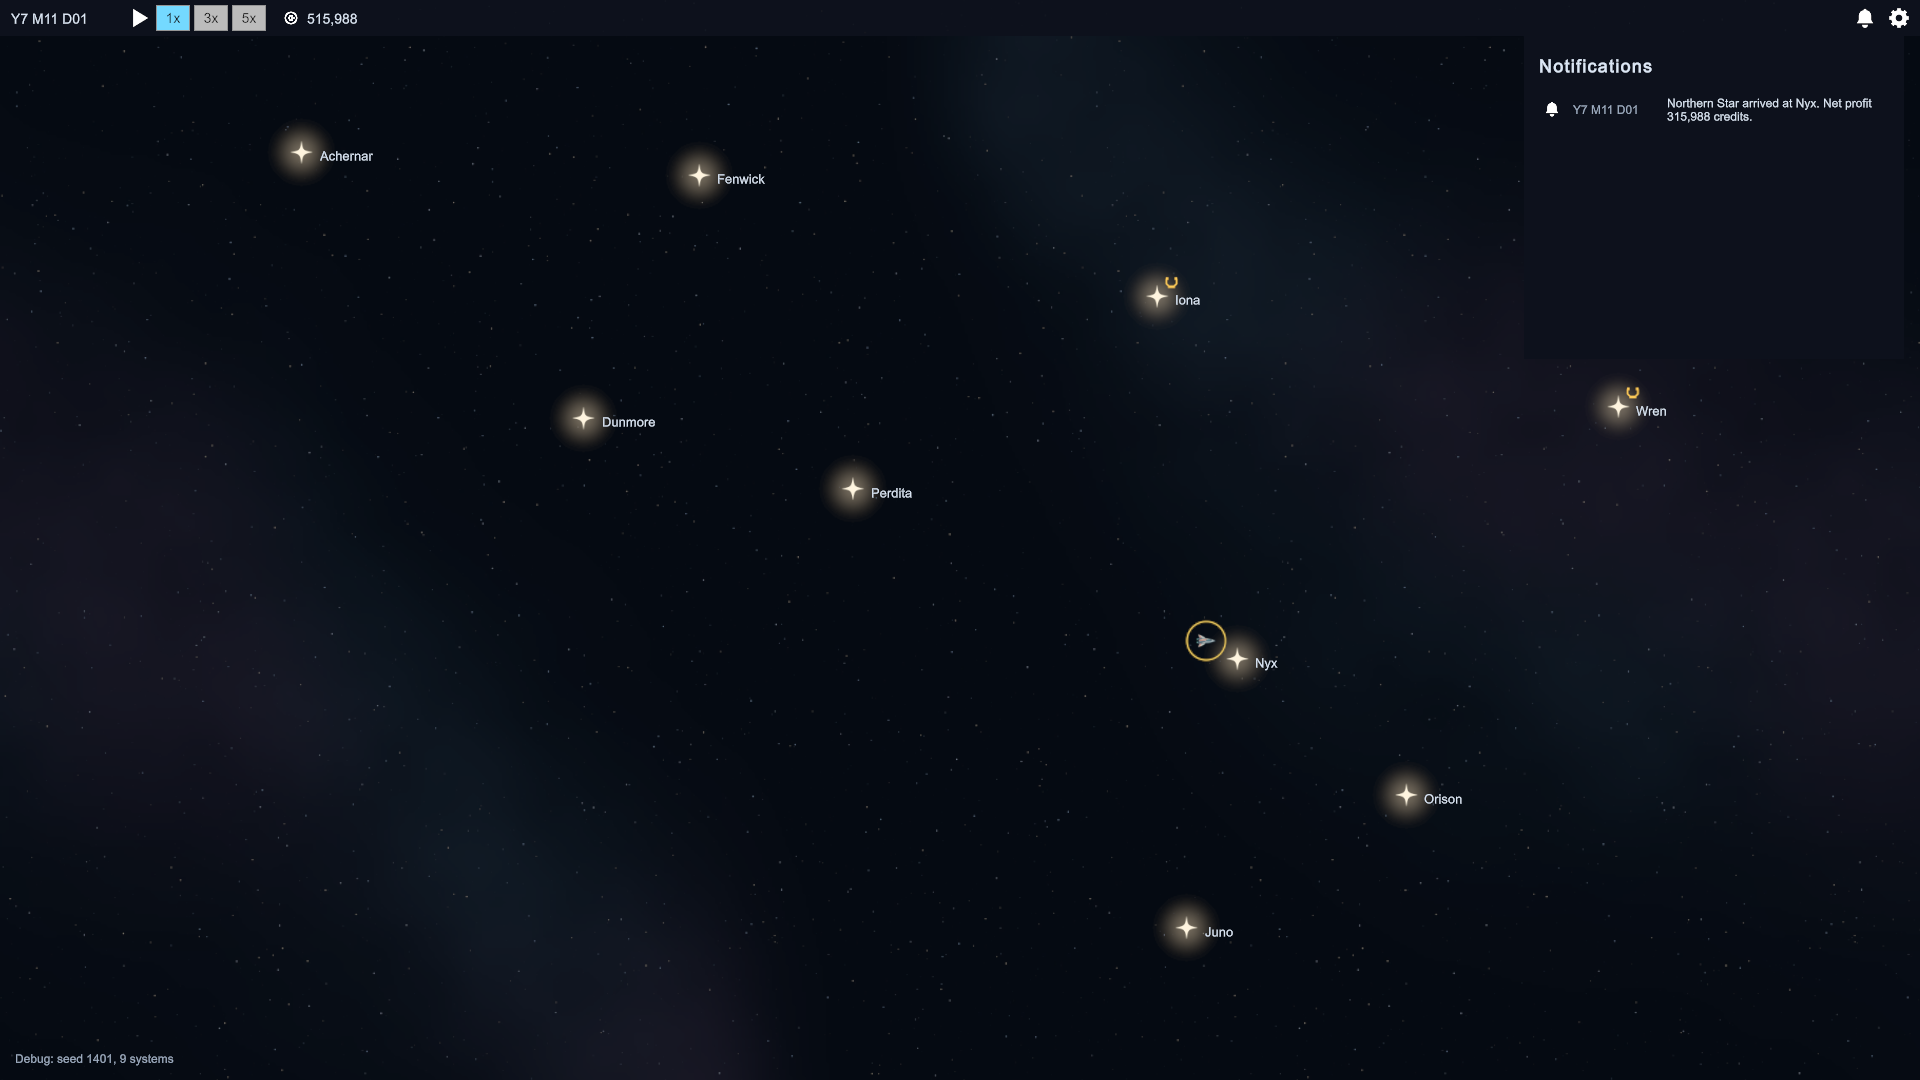 Y7 M11 D01
1x
3x
5x
515,988
Notifications
Y7 M11 D01
Northern Star arrived at Nyx. Net profit
315,988 credits.
Achernar
Fenwick
Iona
Wren
Dunmore
Perdita
Nyx
Orison
Juno
Debug: seed 1401, 9 systems